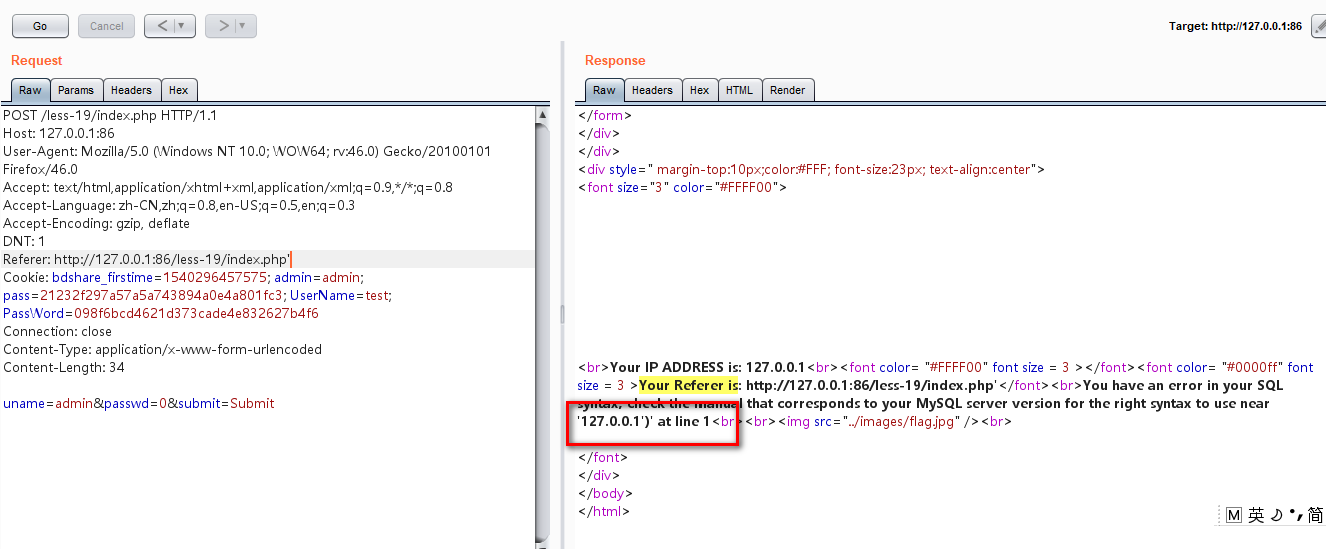 Go
Cancel
<
>
Target: http://127.0.0.1:86
Request
Response
Raw
Params
Headers
Hex
Raw
Headers
Hex
HTML
Render
POST /less-19/index.php HTTP/1.1
Host: 127.0.0.1:86
User-Agent: Mozilla/5.0 (Windows NT 10.0; WOW64; rv:46.0) Gecko/20100101
Firefox/46.0
Accept: text/html,application/xhtml+xml,application/xml;q=0.9,*/*;q=0.8
Accept-Language: zh-CN,zh;q=0.8,en-US;q=0.5,en;q=0.3
Accept-Encoding: gzip, deflate
DNT: 1
Referer: http://127.0.0.1:86/less-19/index.php'
Cookie: bdshare_firstime=1540296457575; admin=admin;
pass=21232f297a57a5a743894a0e4a801fc3; UserName=test;
PassWord=098f6bcd4621d373cade4e832627b4f6
Connection: close
Content-Type: application/x-www-form-urlencoded
Content-Length: 34
uname=admin&passwd=0&submit=Submit
</form>
</div>
</div>
<div style=" margin-top:10px;color:#FFF; font-size:23px; text-align:center">
<font size="3" color="#FFFF00">
<br>Your IP ADDRESS is: 127.0.0.1<br><font color= "#FFFF00" font size = 3 ></font><font color= "#0000ff" font
size = 3 >Your Referer is: http://127.0.0.1:86/less-19/index.php'</font><br>You have an error in your SQL
syntax; check the manual that corresponds to your MySQL server version for the right syntax to use near
'127.0.0.1')' at line 1<br><br><img src="../images/flag.jpg" /><br>
</font>
</div>
</body>
</html>
M 英 简